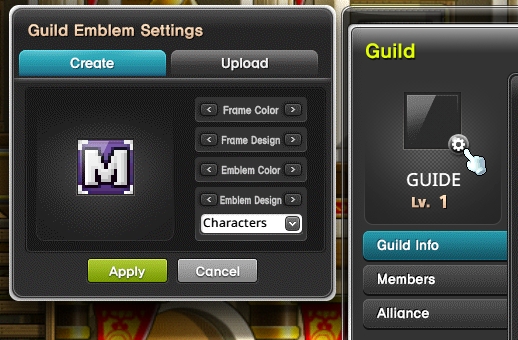 Guild Emblem Settings
Create
Upload
M
< Frame Color >
< Frame Design >
< Emblem Color >
< Emblem Design >
Characters
Apply
Cancel
Guild
GUIDE
Lv. 1
Guild Info
Members
Alliance